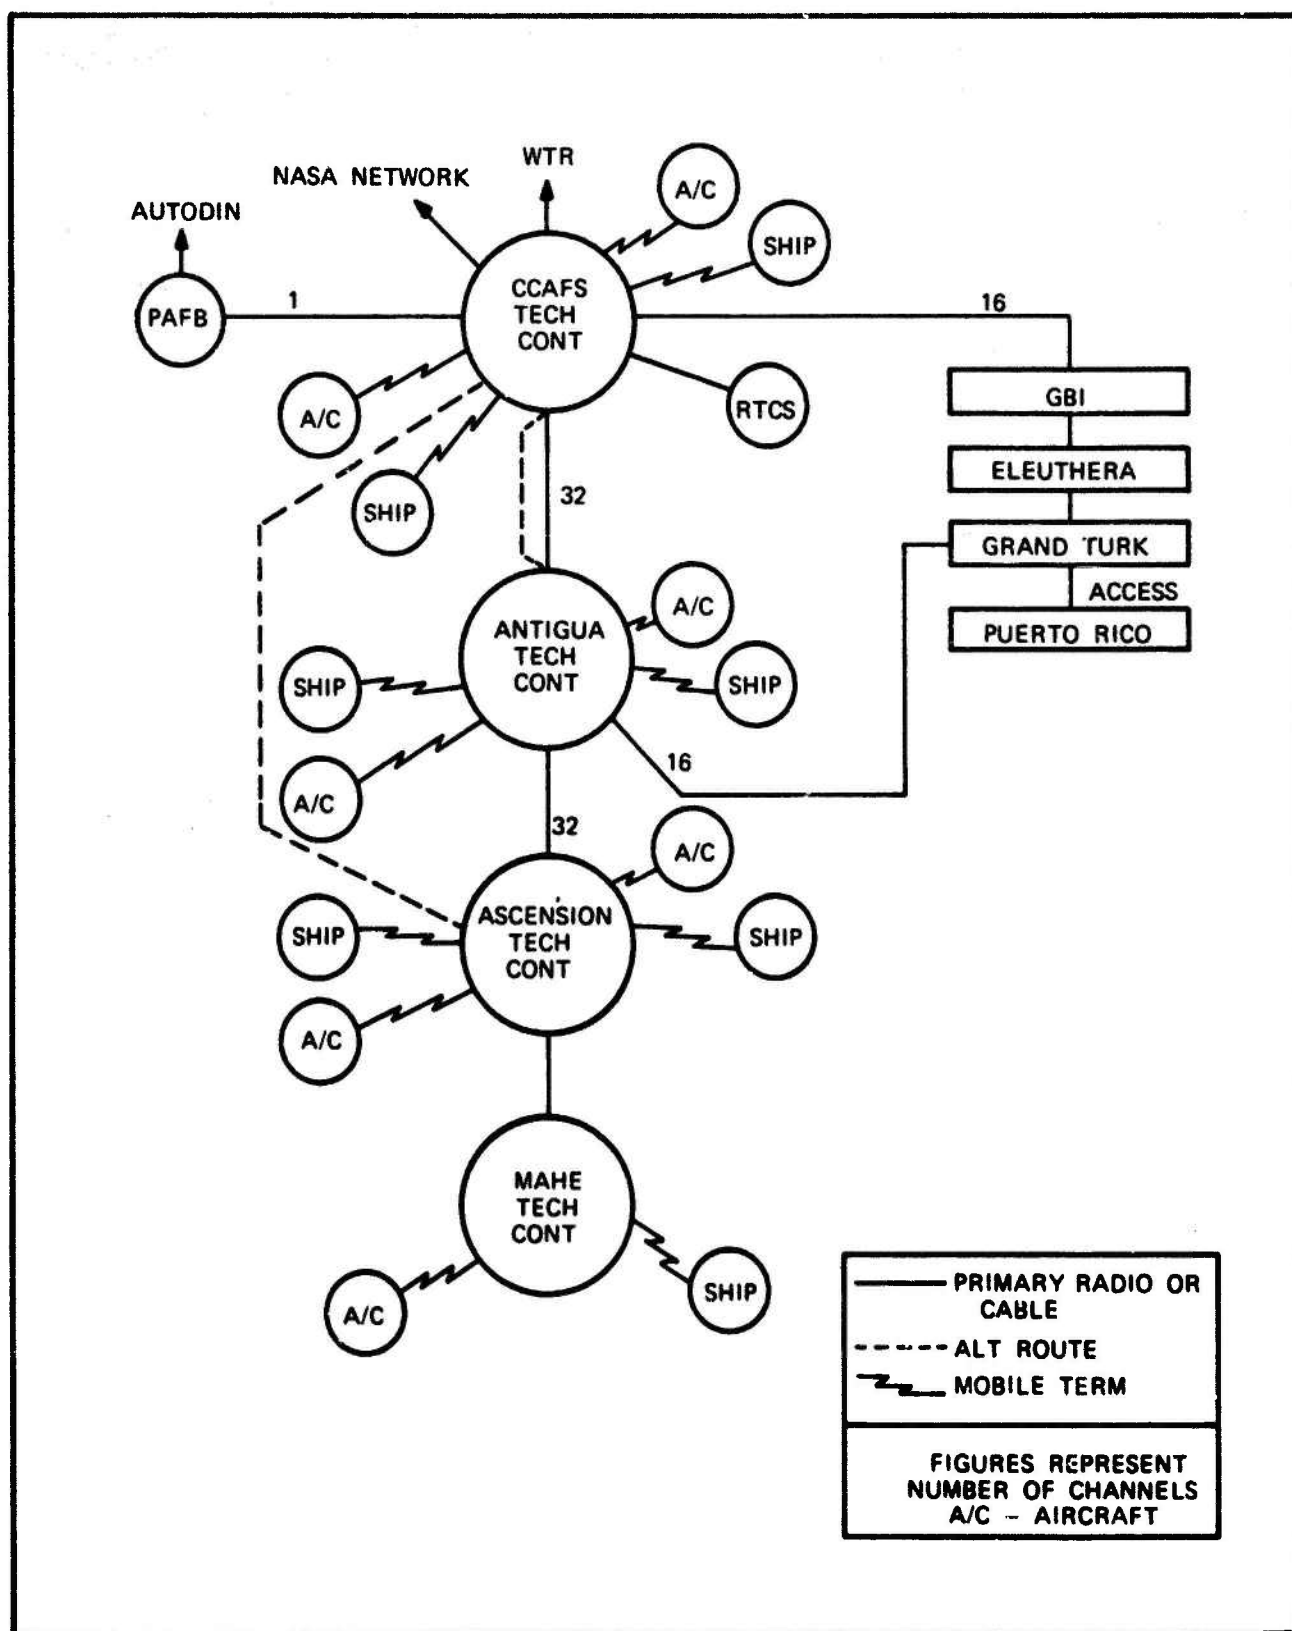 WTR
NASA NETWORK
AUTODIN
A/C
SHIP
CCAFS
TECH
CONT
PAFB
1
16
A/C
RTCS
GBI
SHIP
ELEUTHERA
32
GRAND TURK
ACCESS
PUERTO RICO
A/C
ANTIGUA
TECH
CONT
SHIP
SHIP
16
A/C
32
A/C
ASCENSION
TECH
CONT
SHIP
SHIP
A/C
MAHE
TECH
CONT
A/C
SHIP
PRIMARY RADIO OR
CABLE
ALT ROUTE
MOBILE TERM
FIGURES REPRESENT
NUMBER OF CHANNELS
A/C - AIRCRAFT